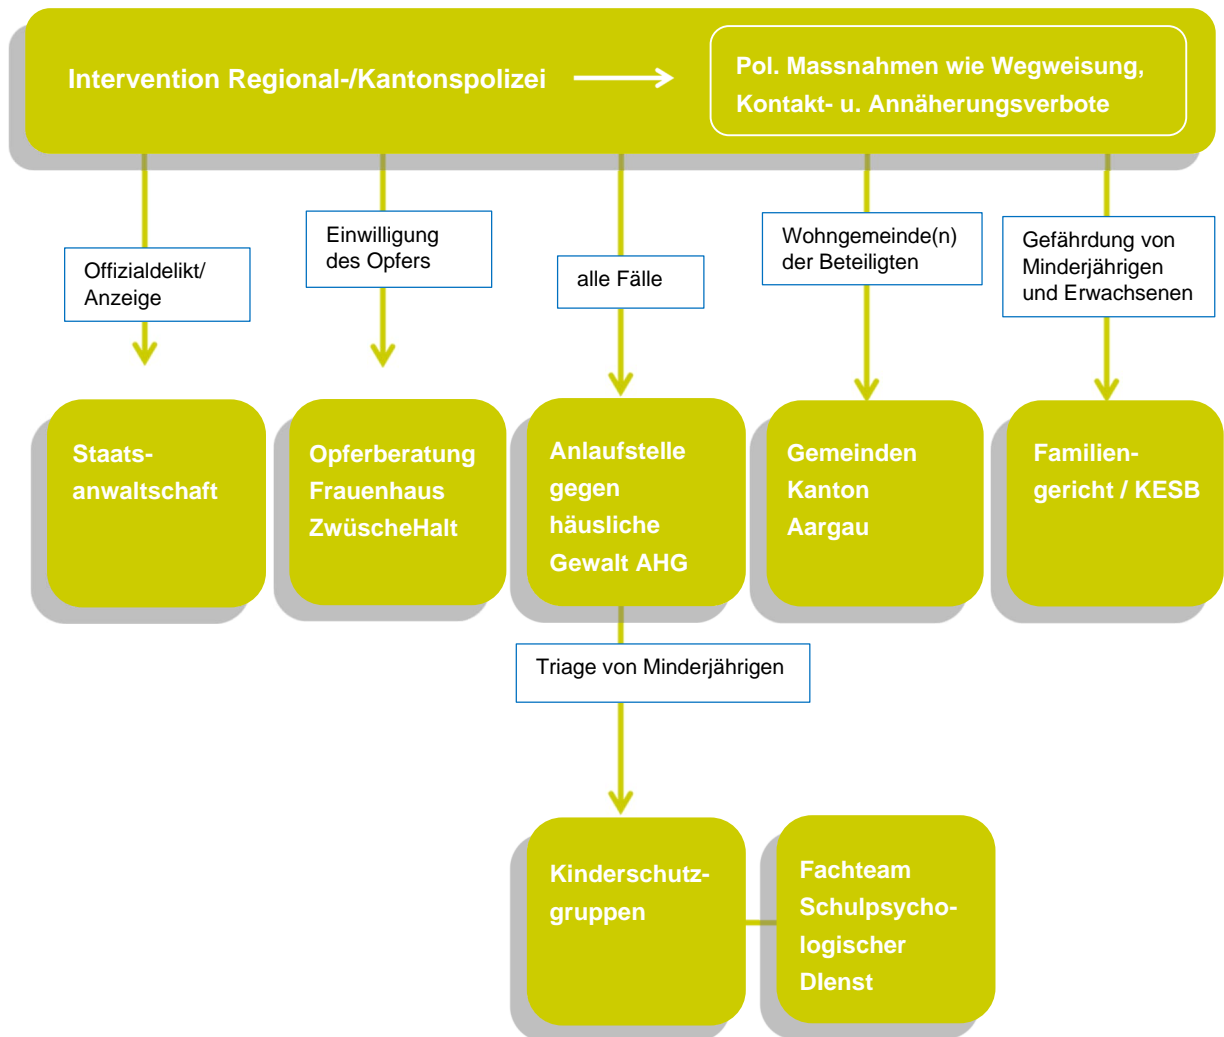 Intervention Regional-/Kantonspolizei
Pol. Massnahmen wie Wegweisung,
Kontakt- u. Annäherungsverbote
Offizialdelikt/
Anzeige
Einwilligung
des Opfers
alle Fälle
Wohngemeinde(n)
der Beteiligten
Gefährdung von
Minderjährigen
und Erwachsenen
Staats-
anwaltschaft
Opferberatung
Frauenhaus
ZwüscheHalt
Anlaufstelle
gegen
häusliche
Gewalt AHG
Gemeinden
Kanton
Aargau
Familien-
gericht / KESB
Triage von Minderjährigen
Kinderschutz-
gruppen
Fachteam
Schulpsycho-
logischer
DIenst